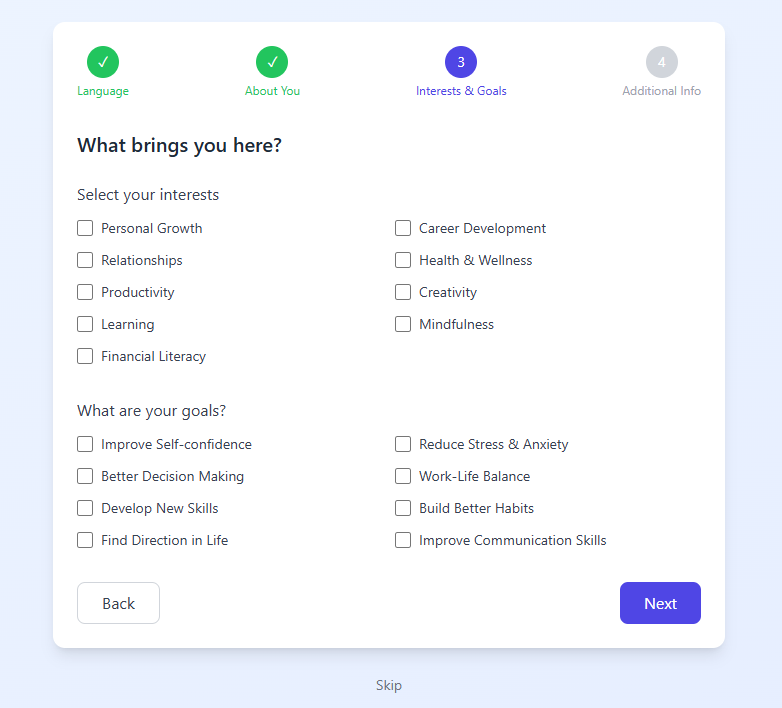 ✓ ✓ 3 4
Language About You Interests & Goals Additional Info
What brings you here?
Select your interests
Personal Growth Career Development
Relationships Health & Wellness
Productivity Creativity
Learning Mindfulness
Financial Literacy
What are your goals?
Improve Self-confidence Reduce Stress & Anxiety
Better Decision Making Work-Life Balance
Develop New Skills Build Better Habits
Find Direction in Life Improve Communication Skills
Back Next
Skip